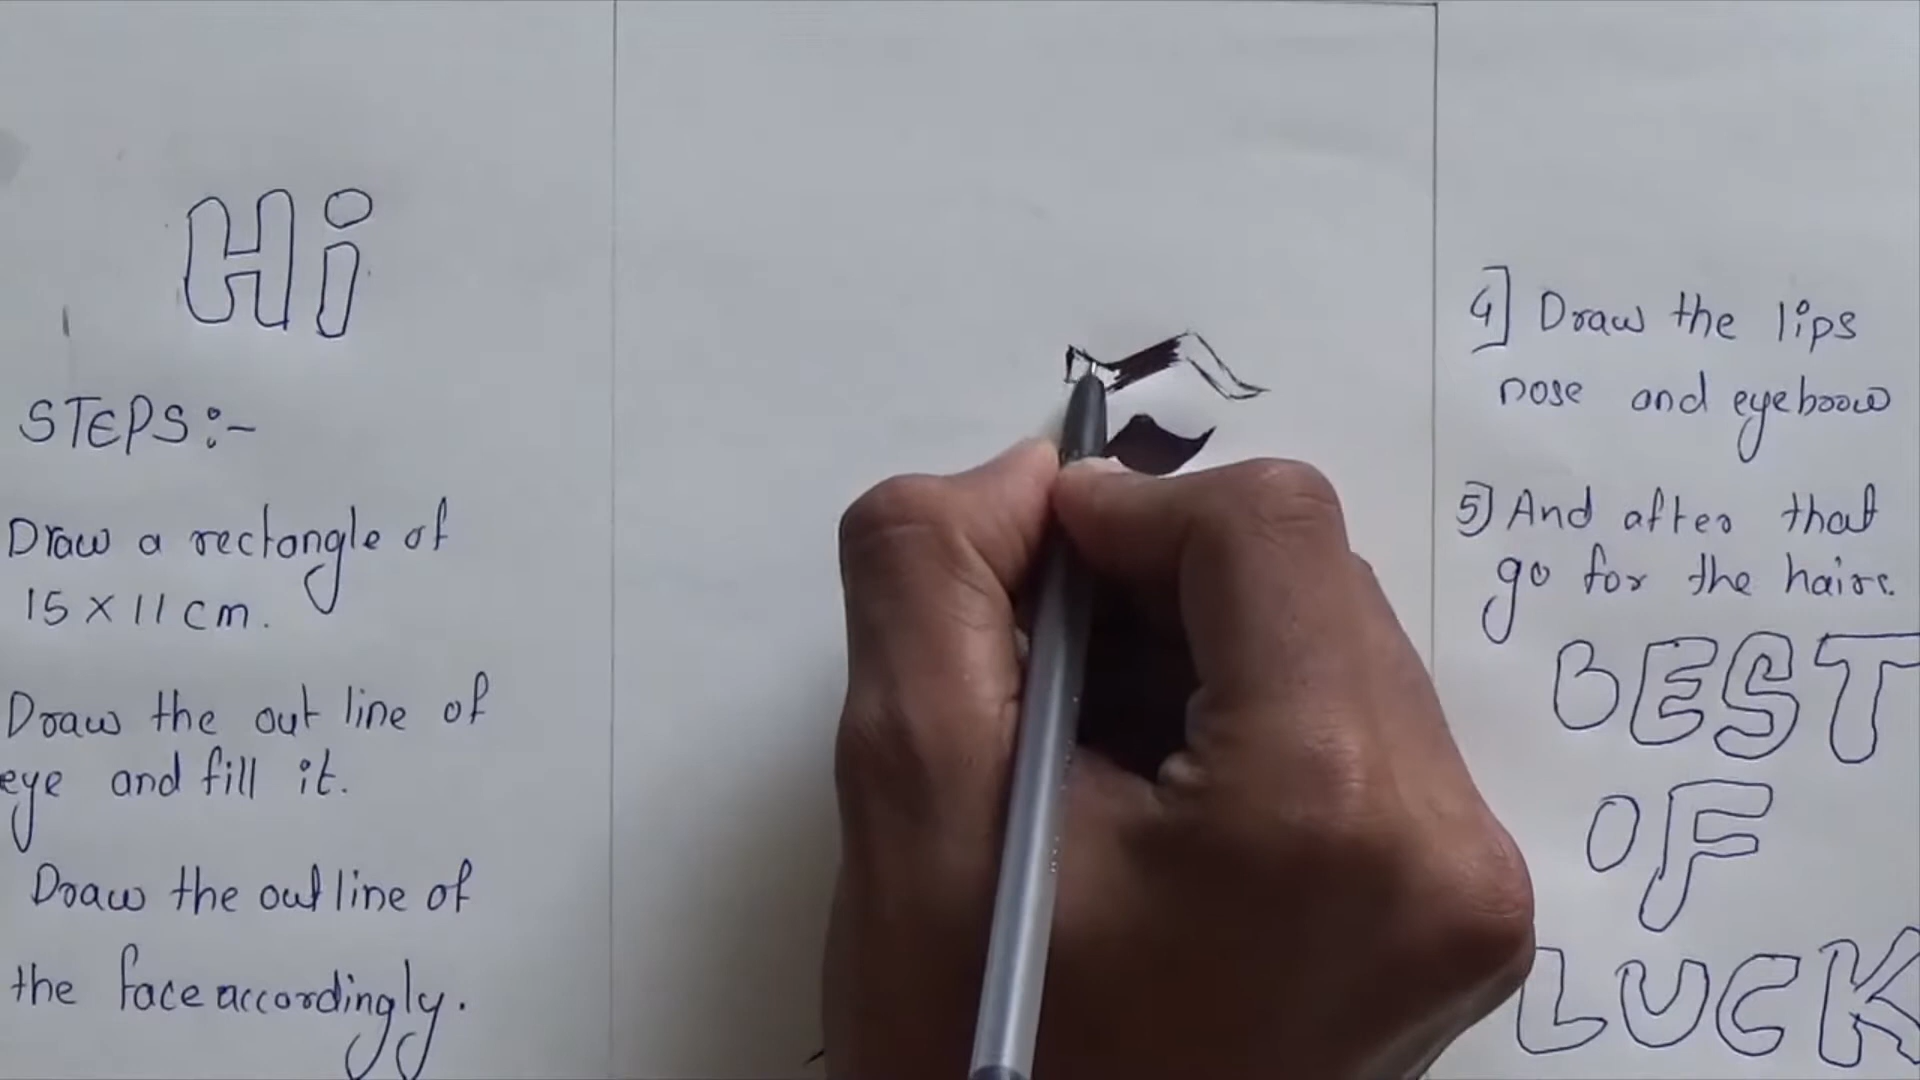 Hi
STEPS:-
Draw a rectangle of
15 x 11 cm.
Draw the out line of
eye and fill it.
Draw the outline of
the face accordingly.
4] Draw the lips
nose and eyebrow
5] And after that
go for the hairs.
BEST
OF
LUCK